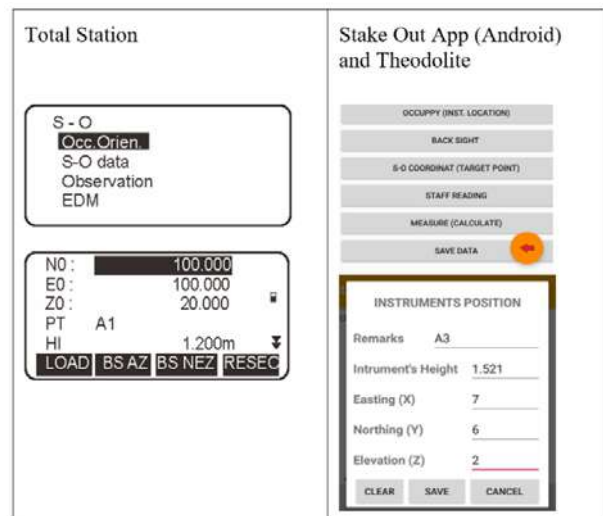 Total Station
S - O
Occ.Orien.
S-O data
Observation
EDM
N0 : 100.000
E0 : 100.000
Z0 : 20.000
PT A1
HI 1.200m
LOAD BS AZ BS NEZ RESEC
Stake Out App (Android)
and Theodolite
OCCUPPY (INST. LOCATION)
BACK SIGHT
S-O COORDINAT (TARGET POINT)
STAFF READING
MEASURE (CALCULATE)
SAVE DATA
INSTRUMENTS POSITION
Remarks A3
Intrument's Height 1.521
Easting (X) 7
Northing (Y) 6
Elevation (Z) 2
CLEAR SAVE CANCEL